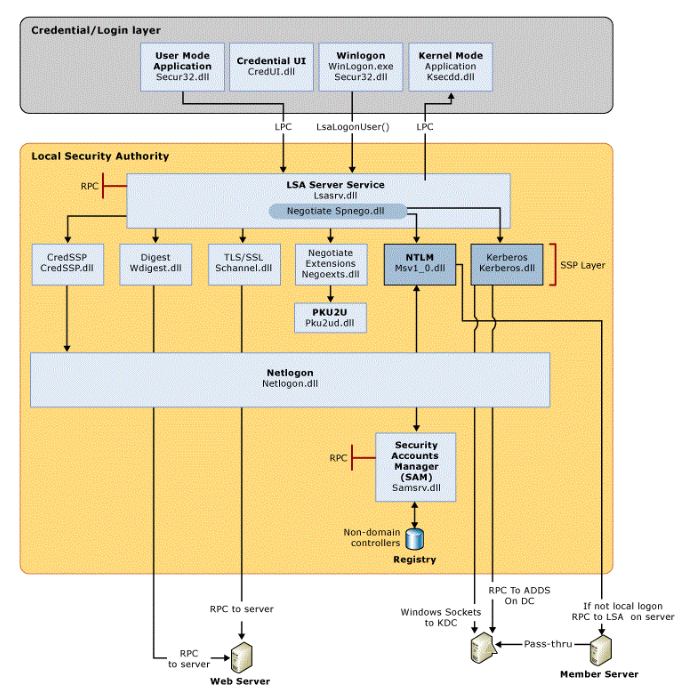 Credential/Login layer
User Mode
Application
Secur32.dll
Credential UI
CredUI.dll
Winlogon
WinLogon.exe
Secur32.dll
Kernel Mode
Application
Ksecdd.dll
LPC
LsaLogonUser()
LPC
Local Security Authority
RPC
LSA Server Service
Lsasrv.dll
Negotiate Spnego.dll
CredSSP
CredSSP.dll
Digest
Wdigest.dll
TLS/SSL
Schannel.dll
Negotiate
Extensions
Negoexts.dll
NTLM
Msv1_0.dll
Kerberos
Kerberos.dll
SSP Layer
PKU2U
Pku2ud.dll
Netlogon
Netlogon.dll
RPC
Security
Accounts
Manager
(SAM)
Samsrv.dll
Non-domain
controllers
Registry
RPC to server
RPC
to server
Web Server
Windows Sockets
to KDC
RPC To ADDS
On DC
If not local logon
RPC to LSA on server
Pass-thru
Member Server